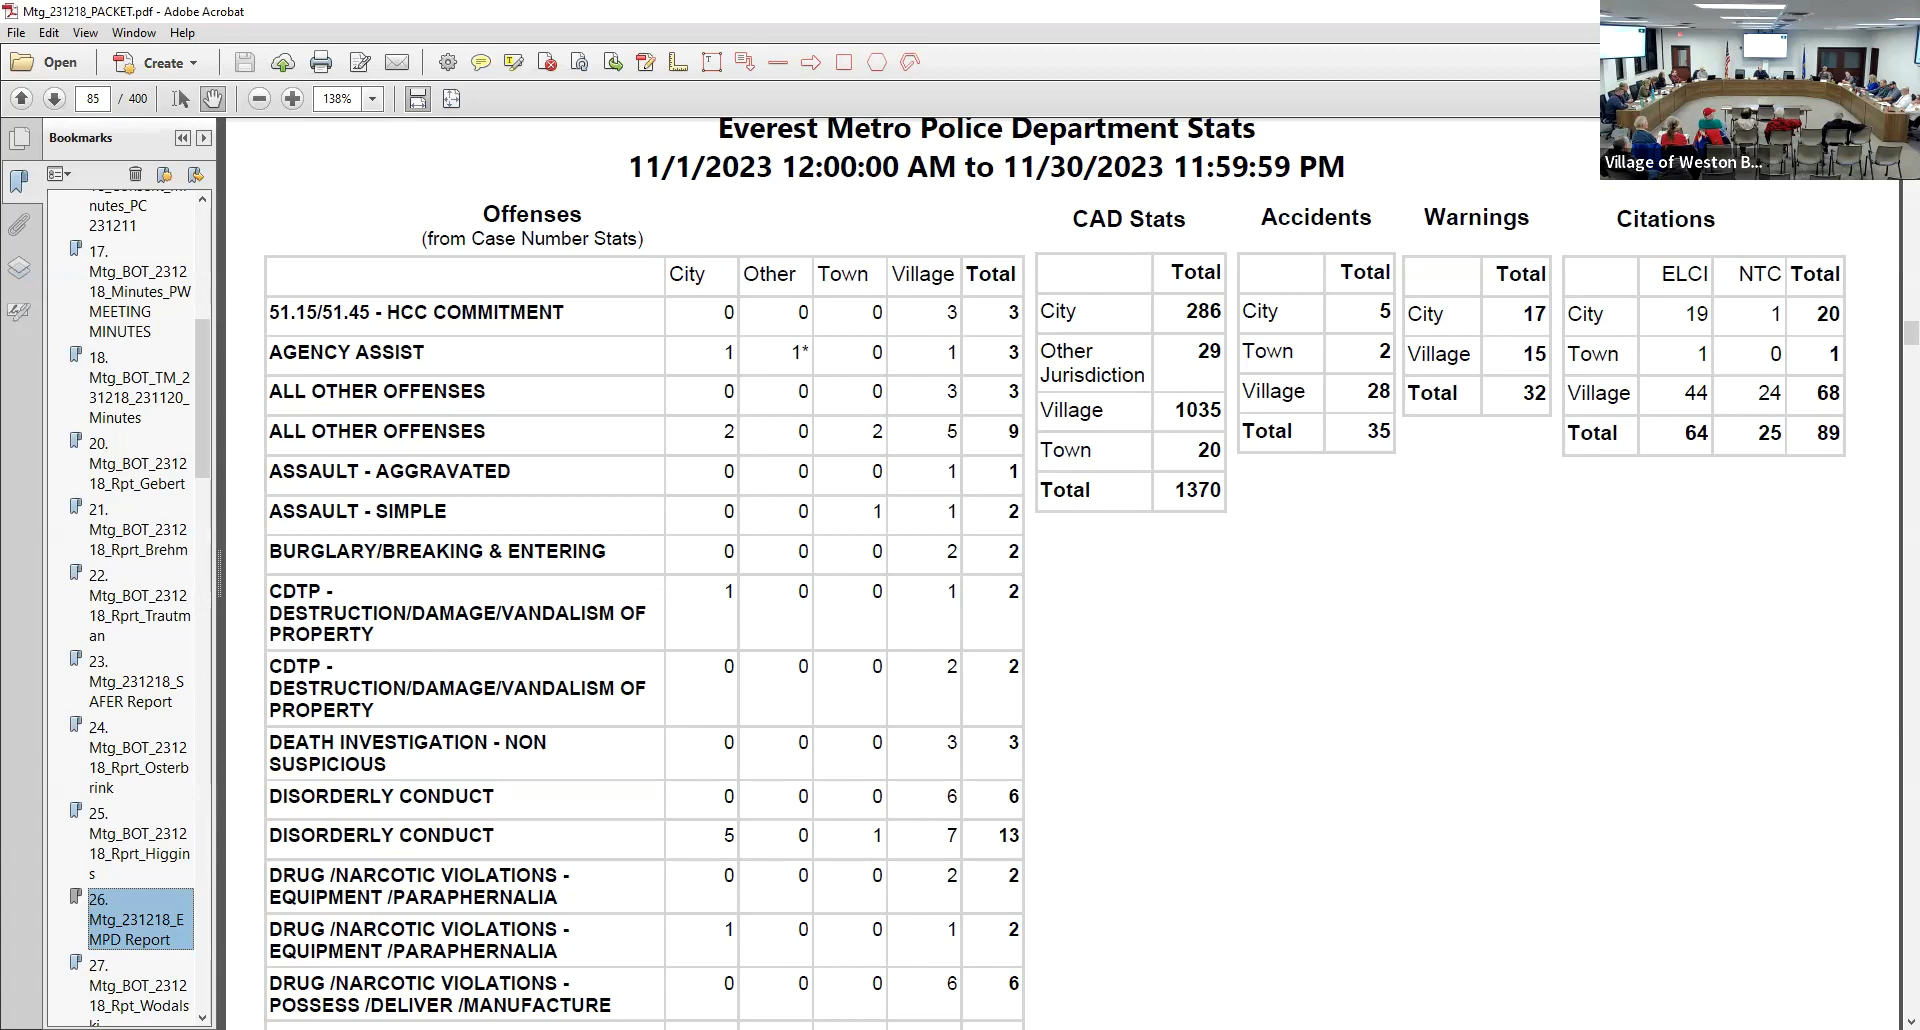 Mtg_231218_PACKET.pdf - Adobe Acrobat
File Edit View Window Help
Open Create
85 / 400 138%
Bookmarks
nutes_PC
231211
17.
Mtg_BOT_2312
18_Minutes_PW
MEETING
MINUTES
18.
Mtg_BOT_TM_2
31218_231120_
Minutes
20.
Mtg_BOT_2312
18_Rpt_Gebert
21.
Mtg_BOT_2312
18_Rprt_Brehm
22.
Mtg_BOT_2312
18_Rprt_Trautm
an
23.
Mtg_231218_S
AFER Report
24.
Mtg_BOT_2312
18_Rprt_Osterb
rink
25.
Mtg_BOT_2312
18_Rprt_Higgin
s
26.
Mtg_231218_E
MPD Report
27.
Mtg_BOT_2312
18_Rpt_Wodals
ki
Everest Metro Police Department Stats
11/1/2023 12:00:00 AM to 11/30/2023 11:59:59 PM
Village of Weston B...
Offenses
(from Case Number Stats)
City Other Town Village Total
51.15/51.45 - HCC COMMITMENT 0 0 0 3 3
AGENCY ASSIST 1 1* 0 1 3
ALL OTHER OFFENSES 0 0 0 3 3
ALL OTHER OFFENSES 2 0 2 5 9
ASSAULT - AGGRAVATED 0 0 0 1 1
ASSAULT - SIMPLE 0 0 1 1 2
BURGLARY/BREAKING & ENTERING 0 0 0 2 2
CDTP - 1 0 0 1 2
DESTRUCTION/DAMAGE/VANDALISM OF
PROPERTY
CDTP - 0 0 0 2 2
DESTRUCTION/DAMAGE/VANDALISM OF
PROPERTY
DEATH INVESTIGATION - NON 0 0 0 3 3
SUSPICIOUS
DISORDERLY CONDUCT 0 0 0 6 6
DISORDERLY CONDUCT 5 0 1 7 13
DRUG /NARCOTIC VIOLATIONS - 0 0 0 2 2
EQUIPMENT /PARAPHERNALIA
DRUG /NARCOTIC VIOLATIONS - 1 0 0 1 2
EQUIPMENT /PARAPHERNALIA
DRUG /NARCOTIC VIOLATIONS - 0 0 0 6 6
POSSESS /DELIVER /MANUFACTURE
CAD Stats
Total
City 286
Other 29
Jurisdiction
Village 1035
Town 20
Total 1370
Accidents
Total
City 5
Town 2
Village 28
Total 35
Warnings
Total
City 17
Village 15
Total 32
Citations
ELCI NTC Total
City 19 1 20
Town 1 0 1
Village 44 24 68
Total 64 25 89